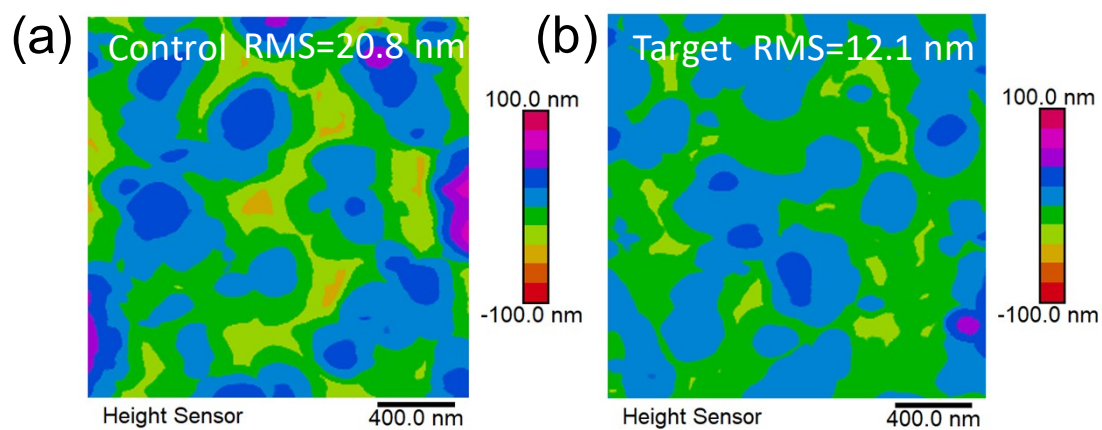 (a)
Control RMS=20.8 nm
100.0 nm
-100.0 nm
Height Sensor
400.0 nm
(b)
Target RMS=12.1 nm
100.0 nm
-100.0 nm
Height Sensor
400.0 nm